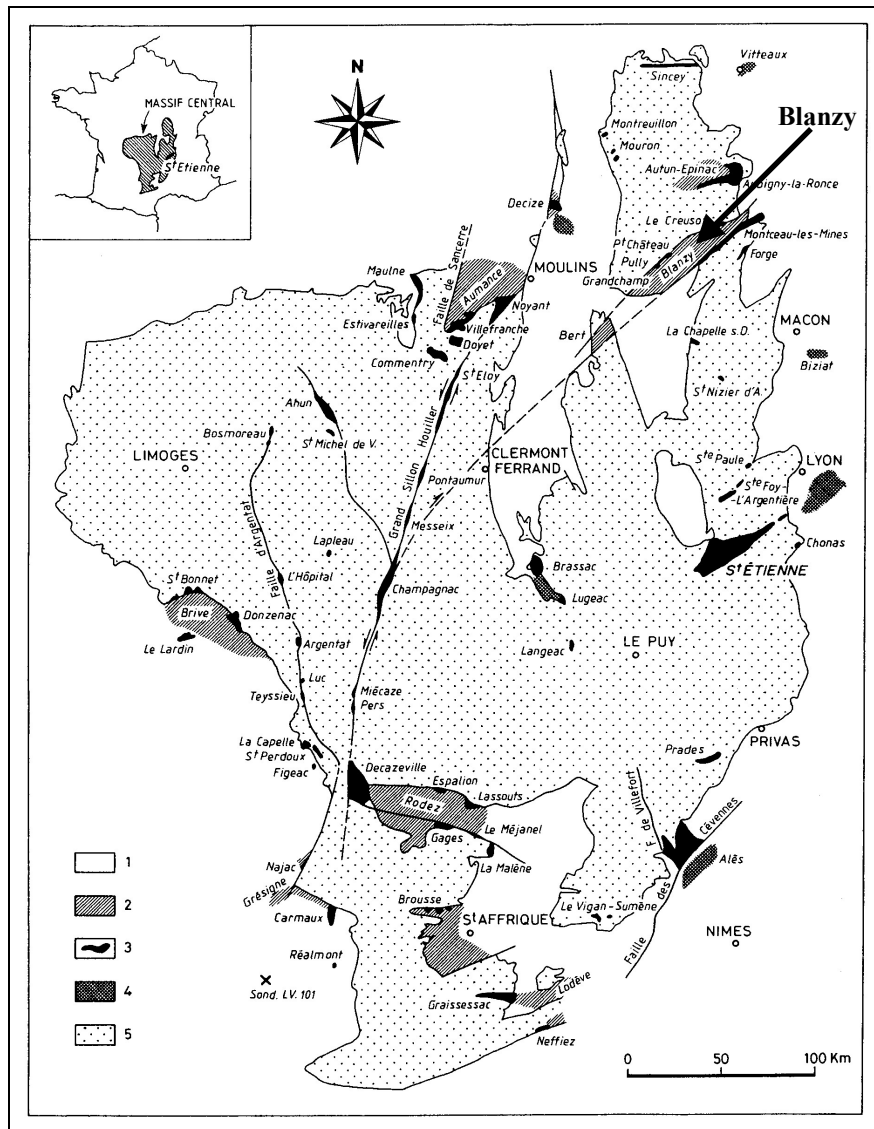 MASSIF CENTRAL
St Etienne
N
Vitteaux
Sincey
Blanzy
Montreuillon
Mouron
Autun-Epinac
Aubigny-la-Ronce
Decize
Le Creusot
Montceau-les-Mines
Pt Château
Pully
Blanzy
Forge
Grandchamp
Faille de Sancerre
MOULINS
Maulne
Aumance
Noyant
Estivareilles
Villefranche
Doyet
Commentry
Bert
La Chapelle s.D.
MACON
Biziat
St Eloy
St Nizier d'A.
Ahun
Bosmoreau
St Michel de V.
LIMOGES
Grand Sillon Houiller
CLERMONT
FERRAND
Pontaumur
Ste Paule
LYON
Ste Foy-
L'Argentière
Faille d'Argentat
Messeix
Lapleau
Chonas
St ÉTIENNE
L'Hôpital
Champagnac
Brassac
Lugeac
St Bonnet
Brive
Donzenac
Le Lardin
Argentat
Langeac
LE PUY
Luc
Teyssieu
Miécaze
Pers
PRIVAS
La Capelle
St Perdoux
Figeac
Prades
Decazeville
Espalion
Lassouts
Rodez
Le Méjanel
Gages
La Malène
F. de Villefort
Faille des Cévennes
Alès
Najac
Grésigne
Carmaux
Brousse
St AFFRIQUE
Le Vigan-Sumène
NIMES
Réalmont
Sond. LV. 101
Graissessac
Lodève
Neffiez
1
2
3
4
5
0 50 100 Km